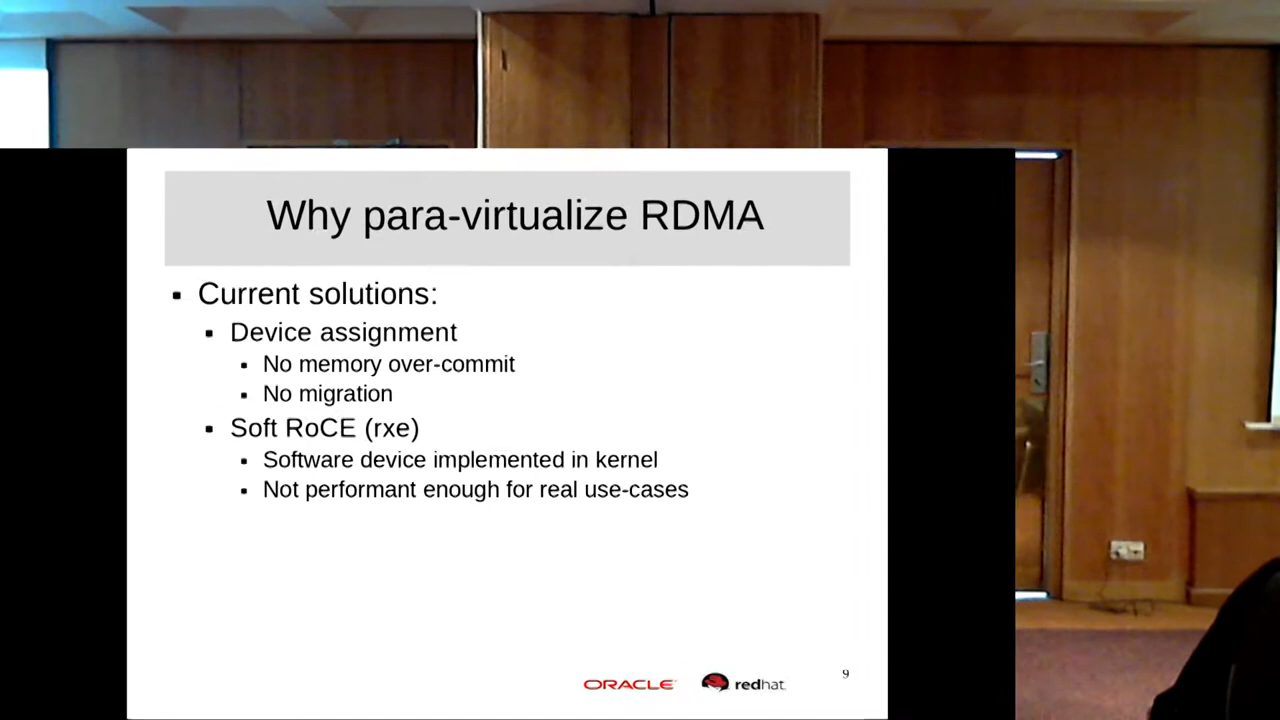 Why para-virtualize RDMA
Current solutions:
Device assignment
No memory over-commit
No migration
Soft RoCE (rxe)
Software device implemented in kernel
Not performant enough for real use-cases
ORACLE
redhat.
9